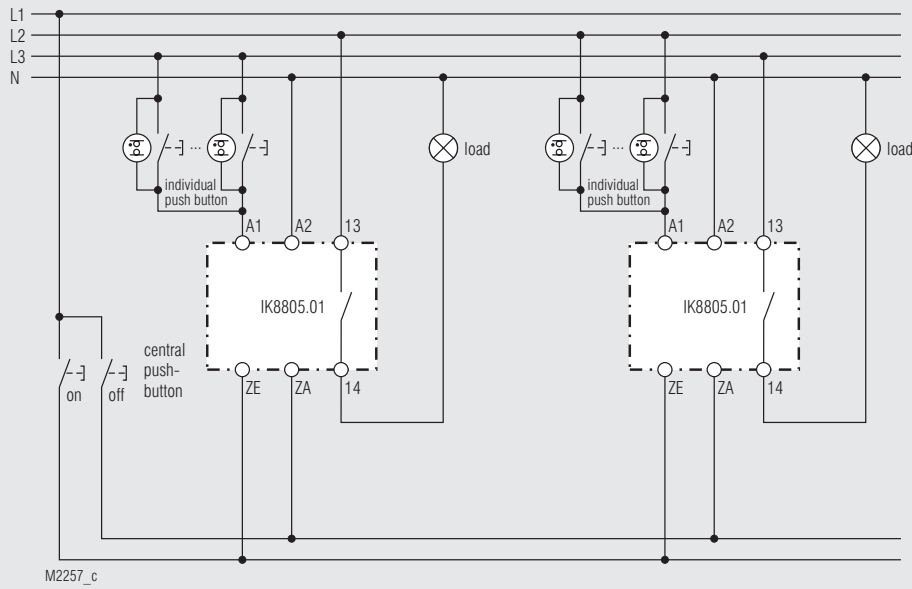 L1
L2
L3
N
...
load
...
load
individual
push button
individual
push button
A1 A2 13
A1 A2 13
IK8805.01
IK8805.01
central
push-
button
on off
ZE ZA 14
ZE ZA 14
M2257_c